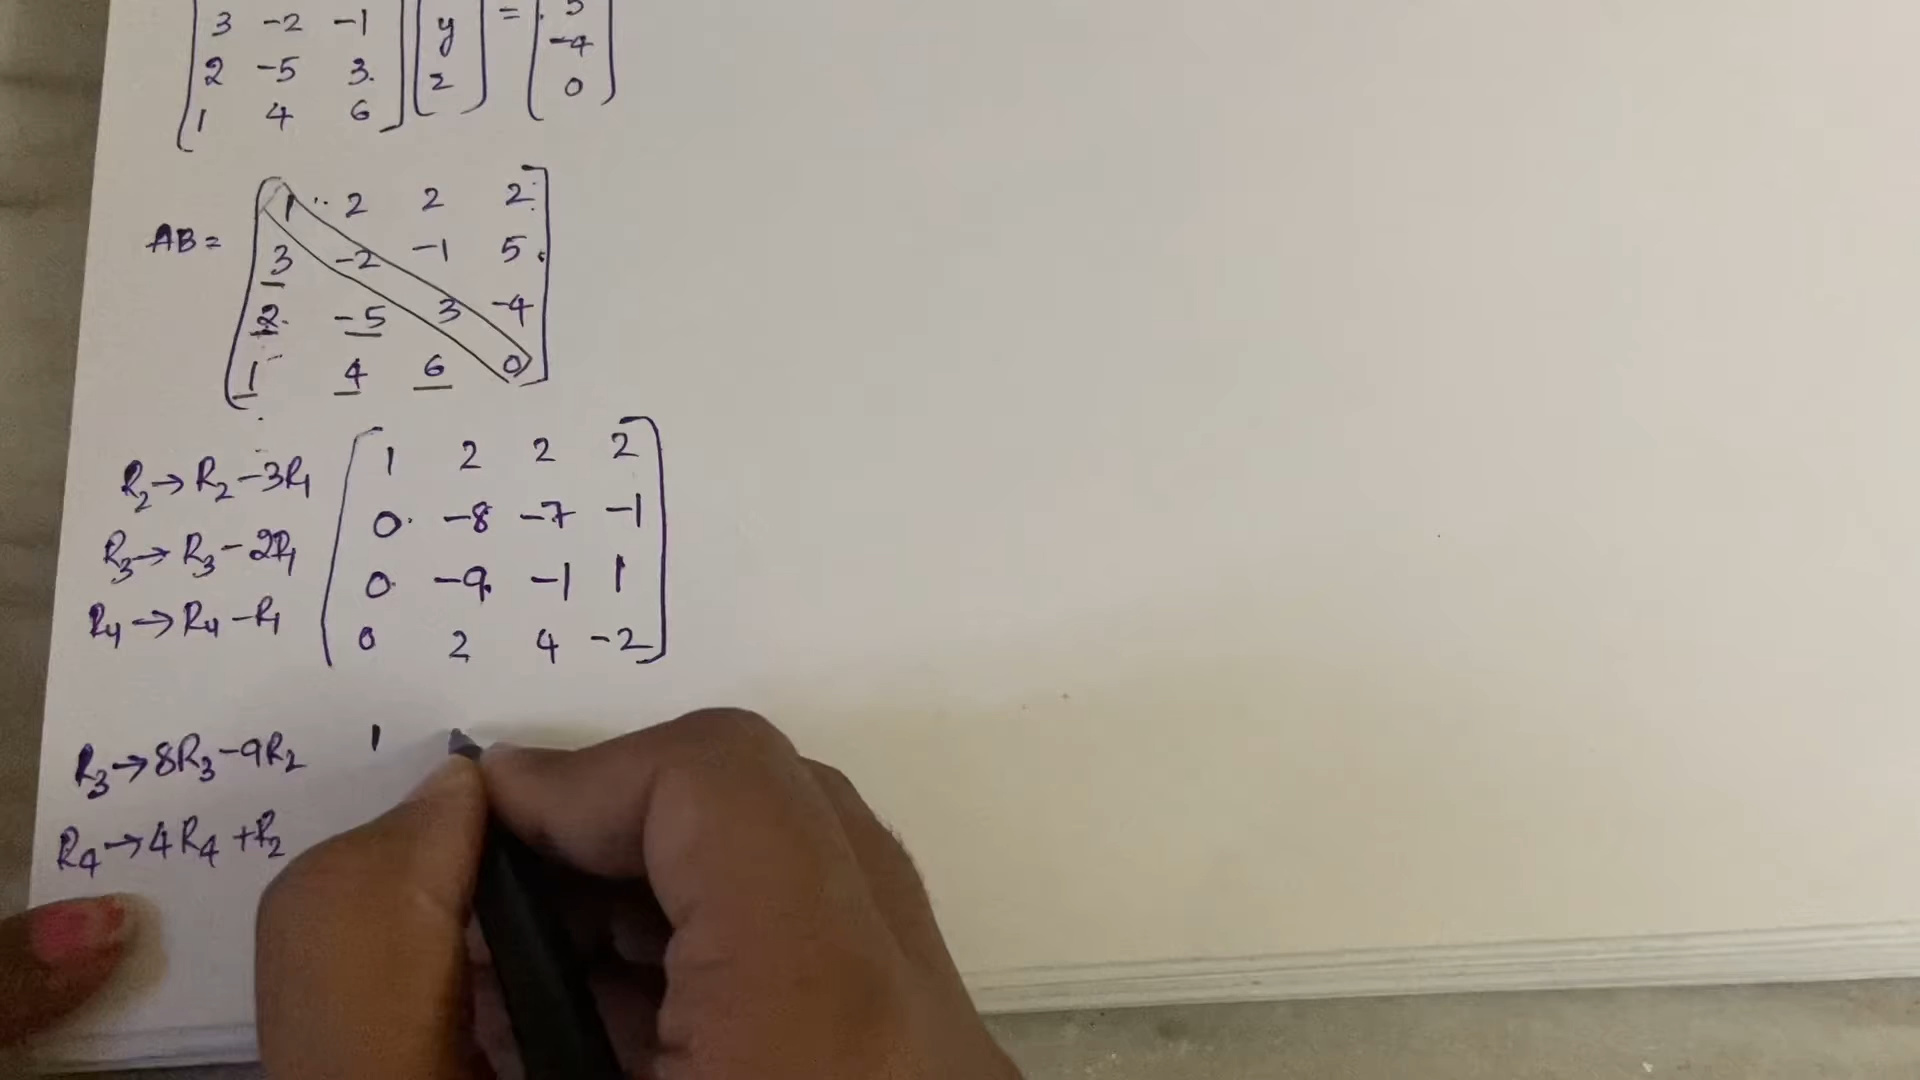 3 -2 -1 y = 5
2 -5 3 z -4
1 4 6 0
AB = 1 2 2 2
3 -2 -1 5
2 -5 3 -4
1 4 6 0
R2→R2-3R1 1 2 2 2
0 -8 -7 -1
R3→R3-2R1 0 -9 -1 1
R4→R4-R1 0 2 4 -2
R3→8R3-9R2 1
R4→4R4+R2